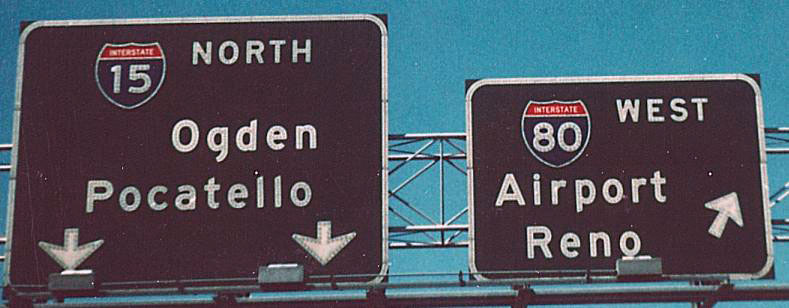 INTERSTATE
15 NORTH
Ogden
Pocatello
INTERSTATE
80 WEST
Airport
Reno